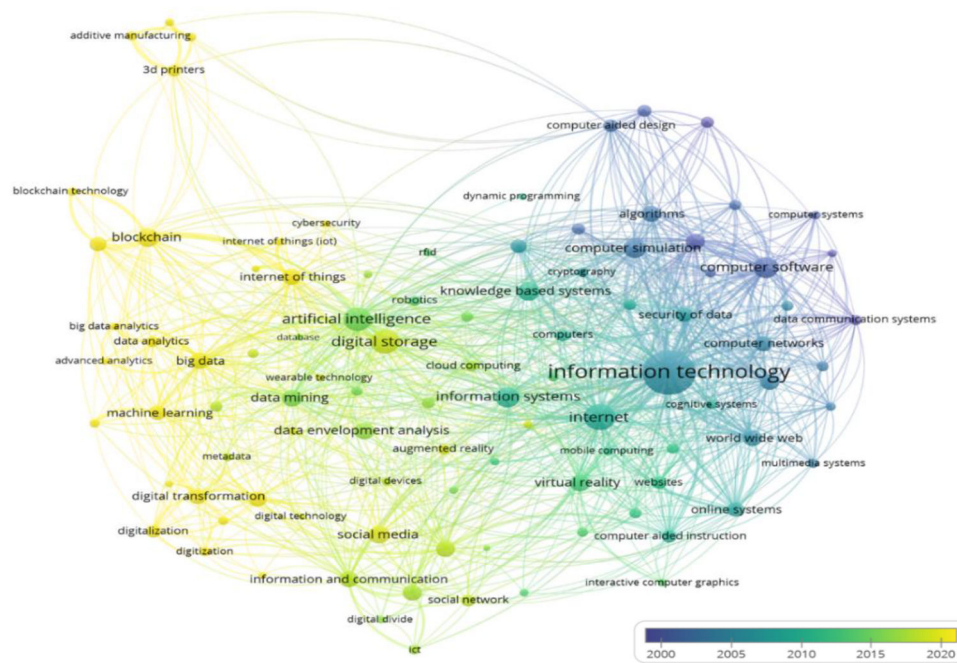 additive manufacturing
3d printers
computer aided design
blockchain technology
dynamic programming
algorithms
computer systems
cybersecurity
blockchain
internet of things (iot)
computer simulation
rfid
computer software
internet of things
cryptography
knowledge based systems
robotics
artificial intelligence
security of data
data communication systems
big data analytics
data analytics
database
digital storage
computers
computer networks
advanced analytics
big data
cloud computing
information technology
wearable technology
data mining
information systems
cognitive systems
machine learning
internet
data envelopment analysis
world wide web
augmented reality
mobile computing
metadata
multimedia systems
digital devices
virtual reality
websites
digital transformation
online systems
digital technology
digitalization
social media
computer aided instruction
digitization
information and communication
interactive computer graphics
social network
digital divide
ict
2000 2005 2010 2015 2020